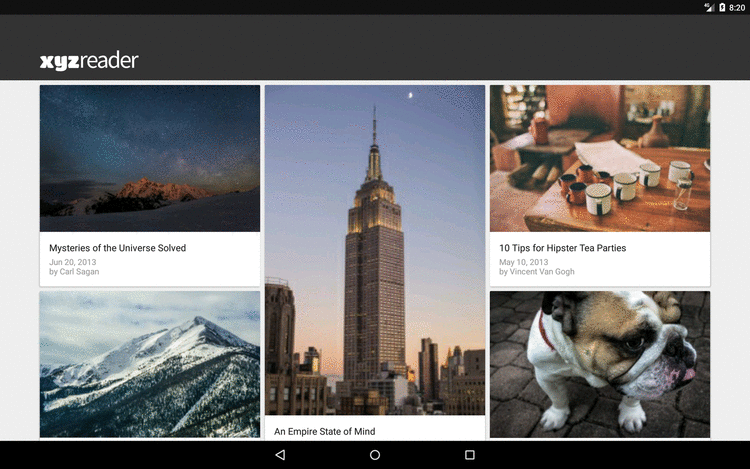 4G 8:20
xyzreader
Mysteries of the Universe Solved
Jun 20, 2013
by Carl Sagan
An Empire State of Mind
10 Tips for Hipster Tea Parties
May 10, 2013
by Vincent Van Gogh